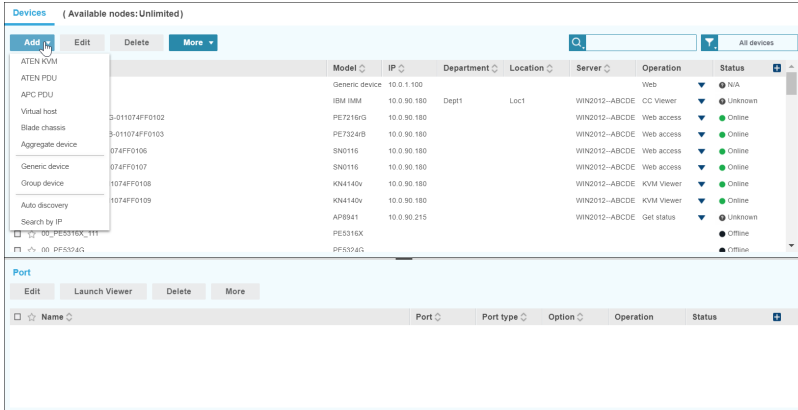 Devices (Available nodes:Unlimited)
Add Edit Delete More All devices
Model IP Department Location Server Operation Status
ATEN KVM
ATEN PDU
APC PDU
Virtual host
Blade chassis
Aggregate device
Generic device
Group device
Auto discovery
Search by IP
Generic device 10.0.1.100 Web N/A
IBM IMM 10.0.90.180 Dept1 Loc1 WIN2012--ABCDE CC Viewer Unknown
G-011074FF0102 PE7216rG 10.0.90.180 WIN2012--ABCDE Web access Online
B-011074FF0103 PE7324rB 10.0.90.180 WIN2012--ABCDE Web access Online
074FF0106 SN0116 10.0.90.180 WIN2012--ABCDE Web access Online
074FF0107 SN0116 10.0.90.180 WIN2012--ABCDE Web access Online
1074FF0108 KN4140v 10.0.90.180 WIN2012--ABCDE KVM Viewer Online
1074FF0109 KN4140v 10.0.90.180 WIN2012--ABCDE KVM Viewer Online
AP8941 10.0.90.215 WIN2012--ABCDE Get status Unknown
00_PE5316X_111 PE5316X Offline
00_PE5324G PE5324G Offline
Port
Edit Launch Viewer Delete More
Name Port Port type Option Operation Status